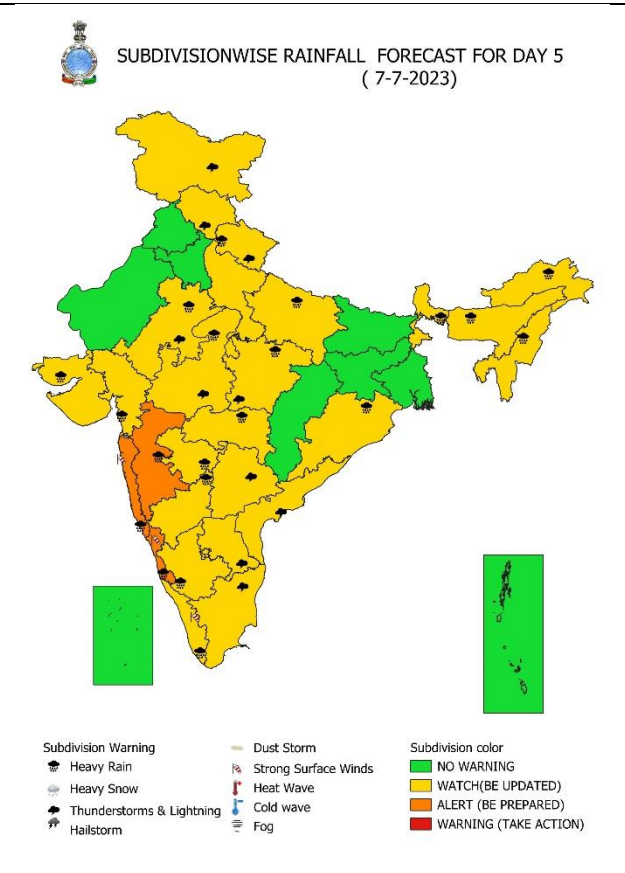 SUBDIVISIONWISE RAINFALL FORECAST FOR DAY 5
( 7-7-2023)
Subdivision Warning
Heavy Rain
Heavy Snow
Thunderstorms & Lightning
Hailstorm
Dust Storm
Strong Surface Winds
Heat Wave
Cold wave
Fog
Subdivision color
NO WARNING
WATCH(BE UPDATED)
ALERT (BE PREPARED)
WARNING (TAKE ACTION)